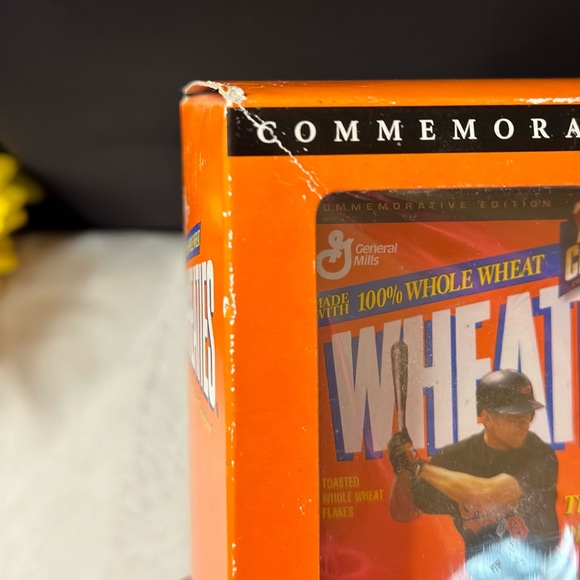 COMMEMORA
COMMEMORATIVE EDITION
General
Mills
MADE
WITH 100% WHOLE WHEAT
WHEAT
TOASTED
WHOLE WHEAT
FLAKES